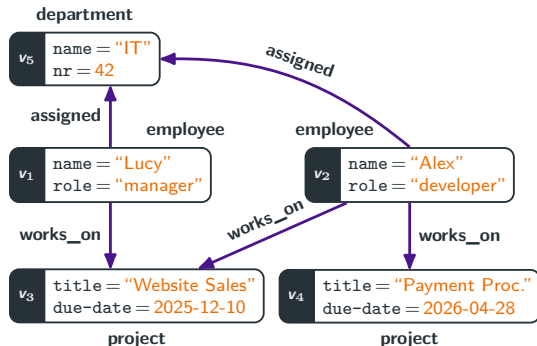 department
v5
name = “IT”
nr = 42
assigned
assigned
employee
employee
v1
name = “Lucy”
role = “manager”
v2
name = “Alex”
role = “developer”
works_on
works_on
works_on
v3
title = “Website Sales”
due-date = 2025-12-10
v4
title = “Payment Proc.”
due-date = 2026-04-28
project
project